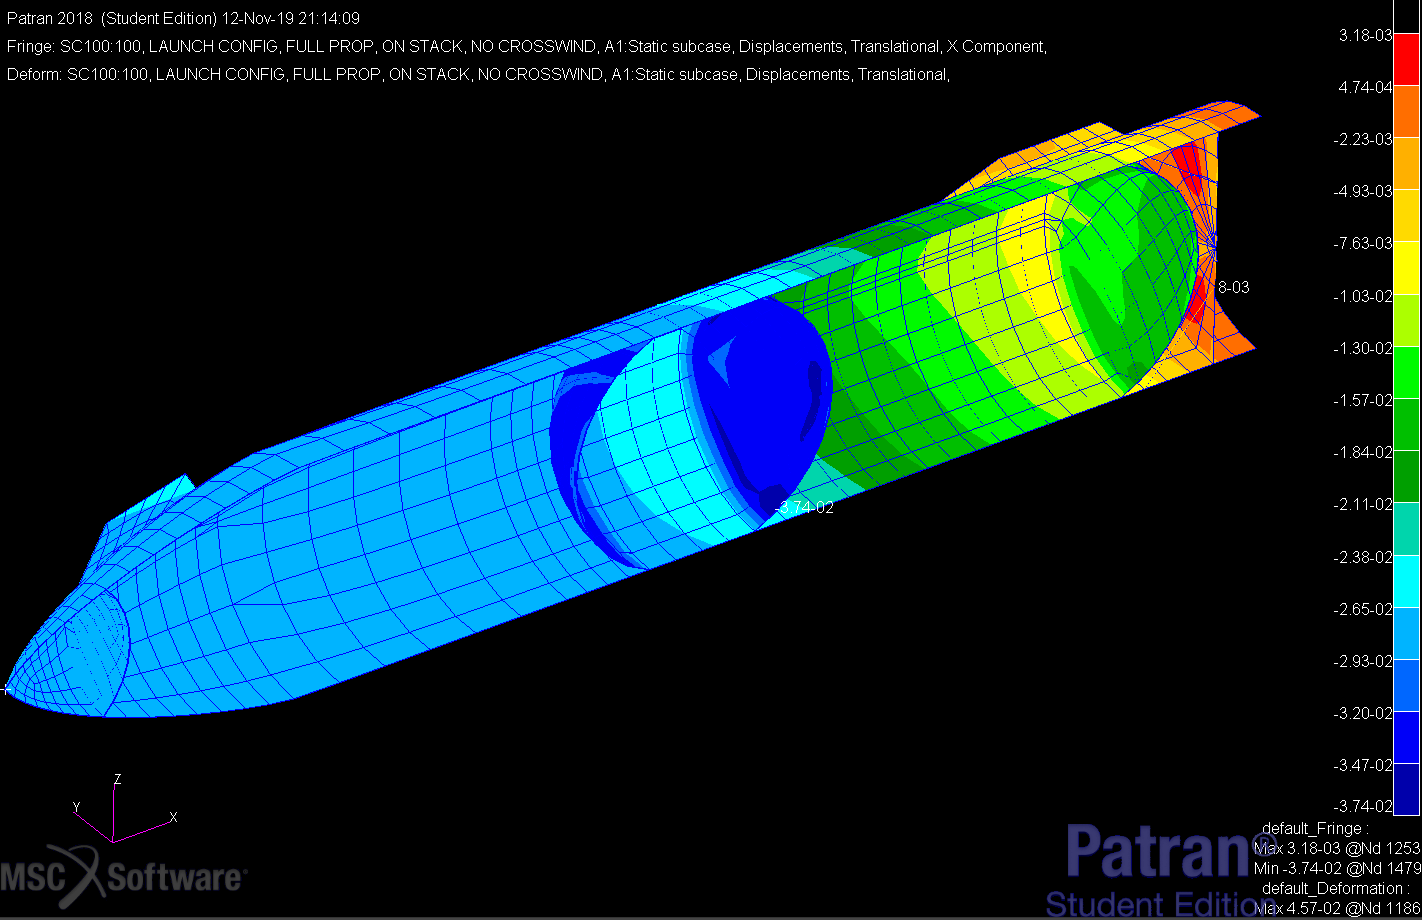 Patran 2018 (Student Edition) 12-Nov-19 21:14:09
Fringe: SC100:100, LAUNCH CONFIG, FULL PROP, ON STACK, NO CROSSWIND, A1:Static subcase, Displacements, Translational, X Component,
Deform: SC100:100, LAUNCH CONFIG, FULL PROP, ON STACK, NO CROSSWIND, A1:Static subcase, Displacements, Translational,
3.18-03
4.74-04
-2.23-03
-4.93-03
-7.63-03
-1.03-02
-1.30-02
-1.57-02
-1.84-02
-2.11-02
-2.38-02
-2.65-02
-2.93-02
-3.20-02
-3.47-02
-3.74-02
8-03
-3.74-02
Z
Y
X
default_Fringe :
Max 3.18-03 @Nd 1253
Min -3.74-02 @Nd 1479
default_Deformation :
Max 4.57-02 @Nd 1186
MSC Software
Patran®
Student Edition